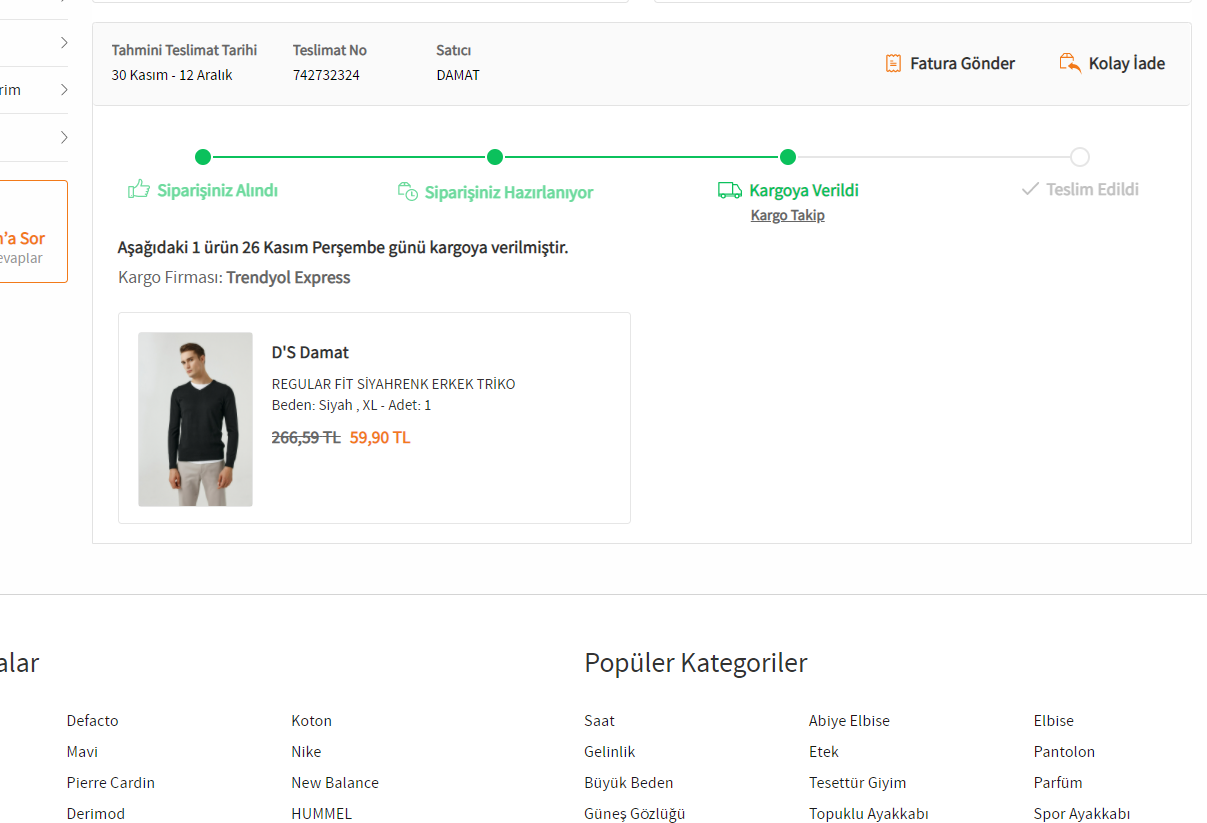 Tahmini Teslimat Tarihi Teslimat No Satıcı
30 Kasım - 12 Aralık 742732324 DAMAT
Fatura Gönder Kolay İade
rim
Siparişiniz Alındı Siparişiniz Hazırlanıyor Kargoya Verildi Teslim Edildi
Kargo Takip
n’a Sor
evaplar
Aşağıdaki 1 ürün 26 Kasım Perşembe günü kargoya verilmiştir.
Kargo Firması: Trendyol Express
D'S Damat
REGULAR FİT SİYAHRENK ERKEK TRİKO
Beden: Siyah , XL - Adet: 1
266,59 TL 59,90 TL
alar Popüler Kategoriler
Defacto Koton Saat Abiye Elbise Elbise
Mavi Nike Gelinlik Etek Pantolon
Pierre Cardin New Balance Büyük Beden Tesettür Giyim Parfüm
Derimod HUMMEL Güneş Gözlüğü Topuklu Ayakkabı Spor Ayakkabı